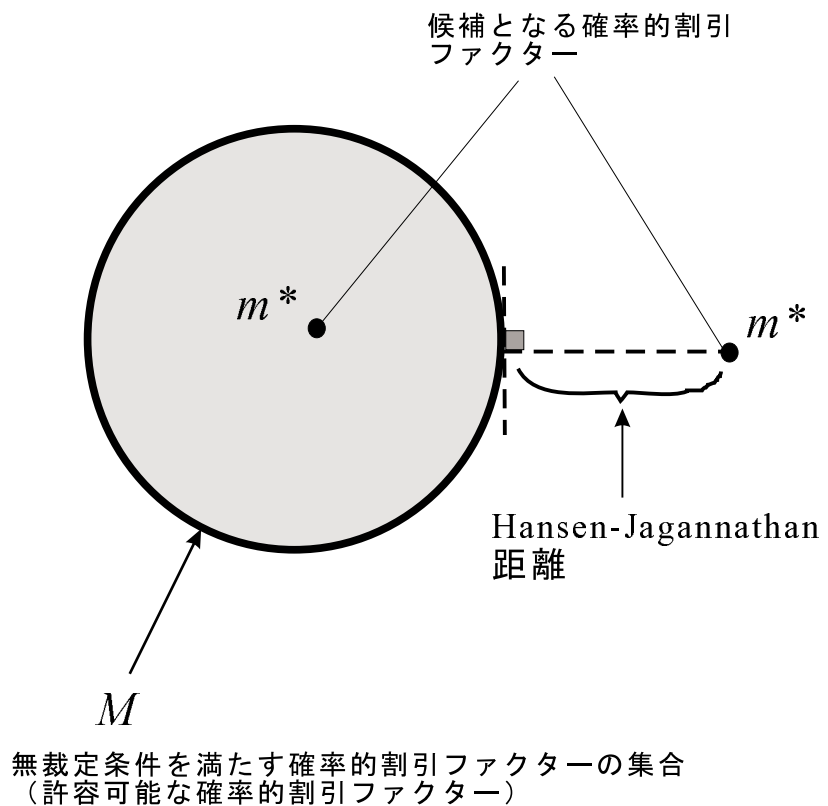 候補となる確率的割引
ファクター
m*
m*
Hansen-Jagannathan
距離
M
無裁定条件を満たす確率的割引ファクターの集合
（許容可能な確率的割引ファクター）